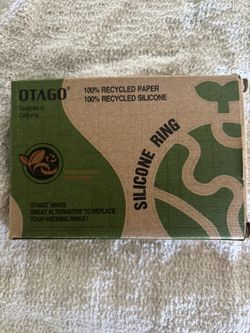 OTAGO®
Designed in
California
100% RECYCLED PAPER
100% RECYCLED SILICONE
SILICONE RING
OTAGO® RINGS
GREAT ALTERNATIVE TO REPLACE
YOUR WEDDING RINGS !